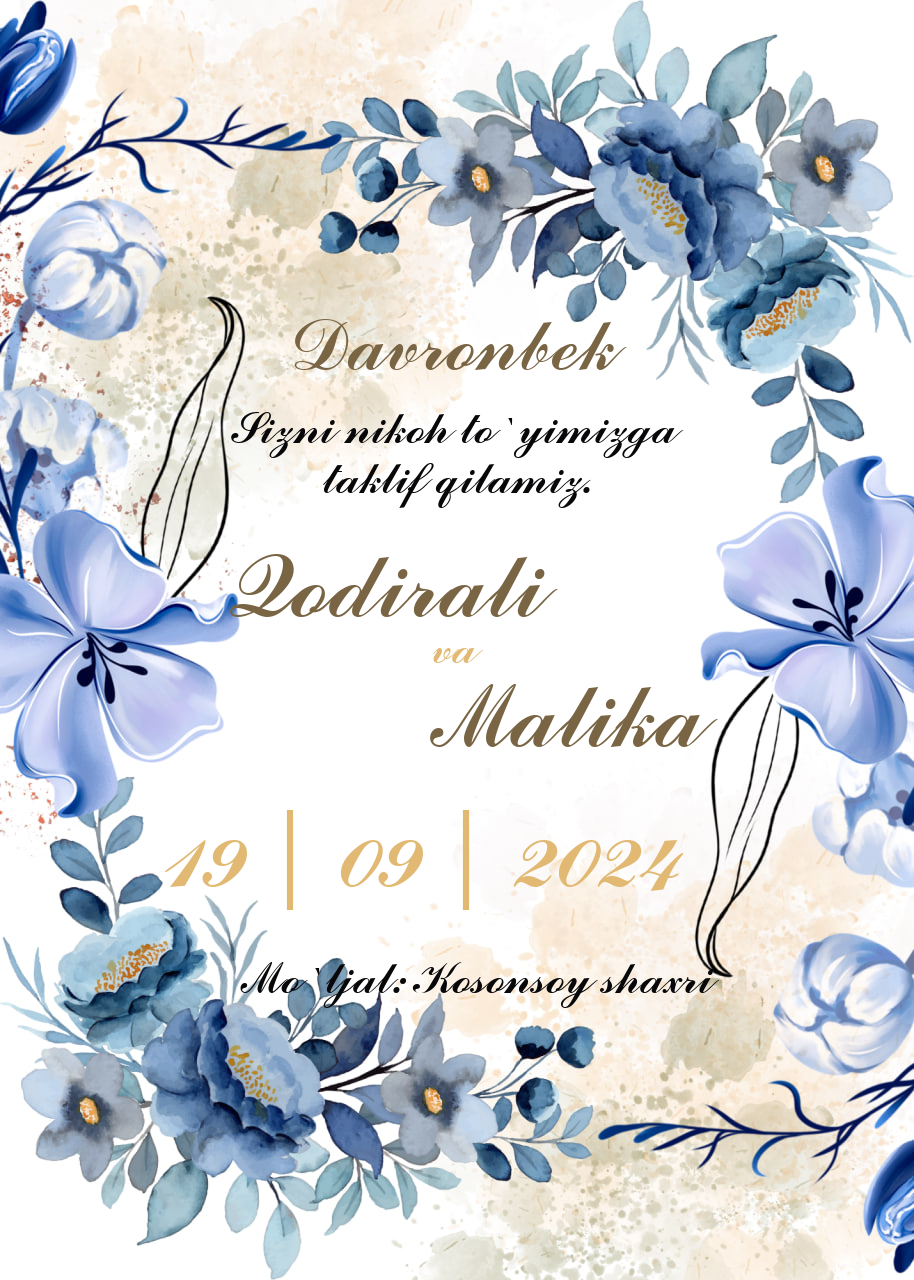 Davronbek
Sizni nikoh to`yimizga
taklif qilamiz.
Qodirali
va
Malika
19 | 09 | 2024
Mo`ljal: Kosonsoy shaxri